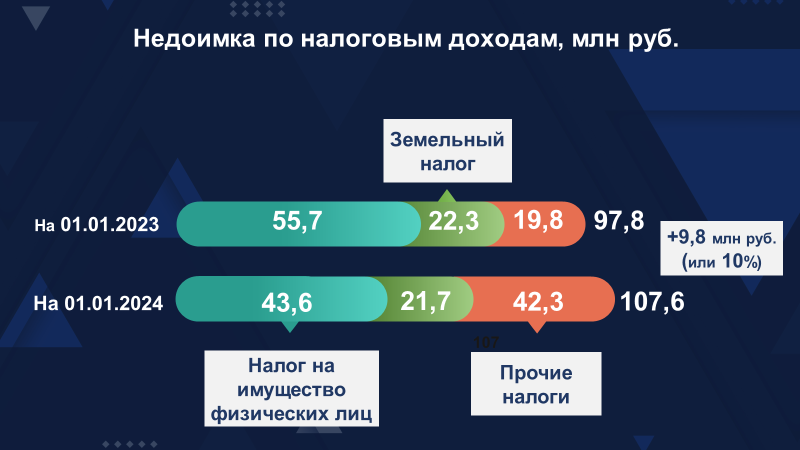 Недоимка по налоговым доходам, млн руб.
Земельный
налог
На 01.01.2023
55,7
22,3
19,8
97,8
+9,8 млн руб.
(или 10%)
На 01.01.2024
43,6
21,7
42,3
107,6
107
Налог на
имущество
физических лиц
Прочие
налоги